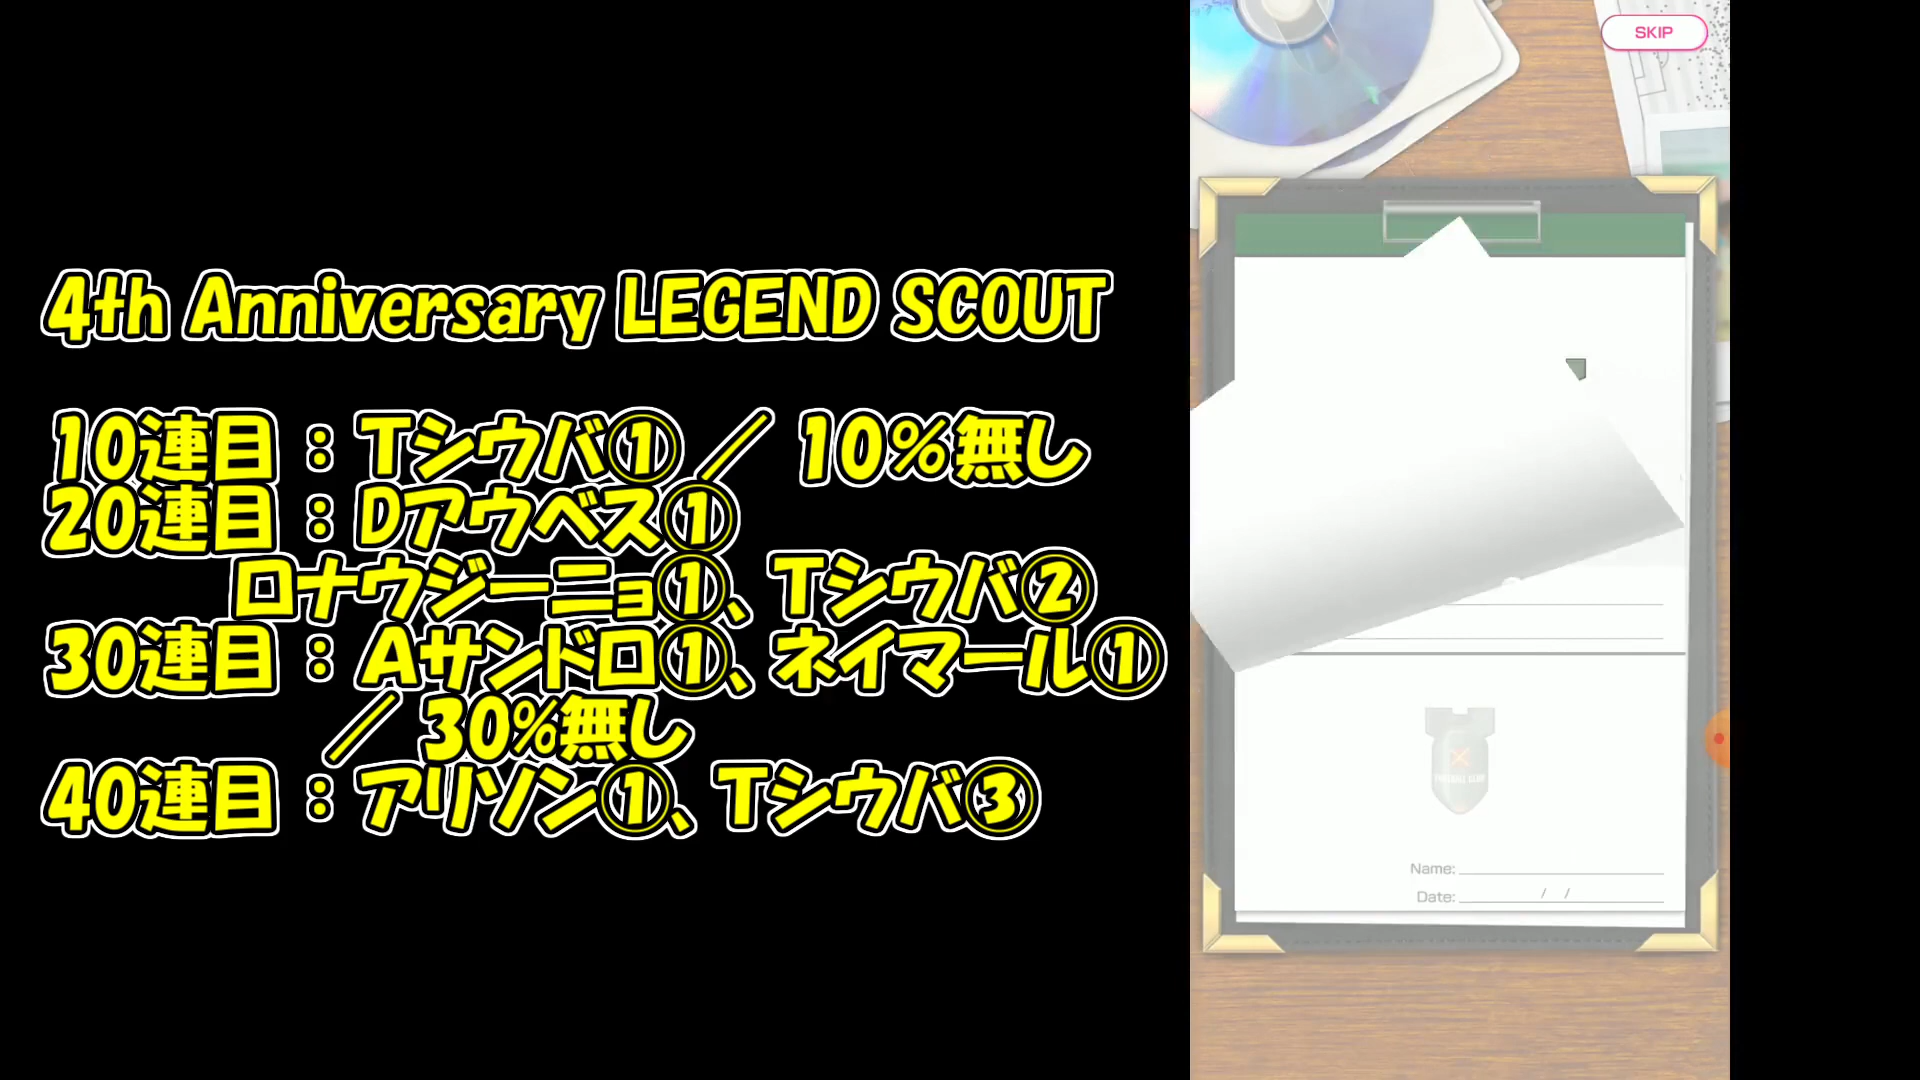 4th Anniversary LEGEND SCOUT
10連目：Tシウバ①／10%無し
20連目：Dアウベス①
ロナウジーニョ①、Tシウバ②
30連目：Aサンドロ①、ネイマール①
／30%無し
40連目：アリソン①、Tシウバ③
SKIP
Name:
Date: / /